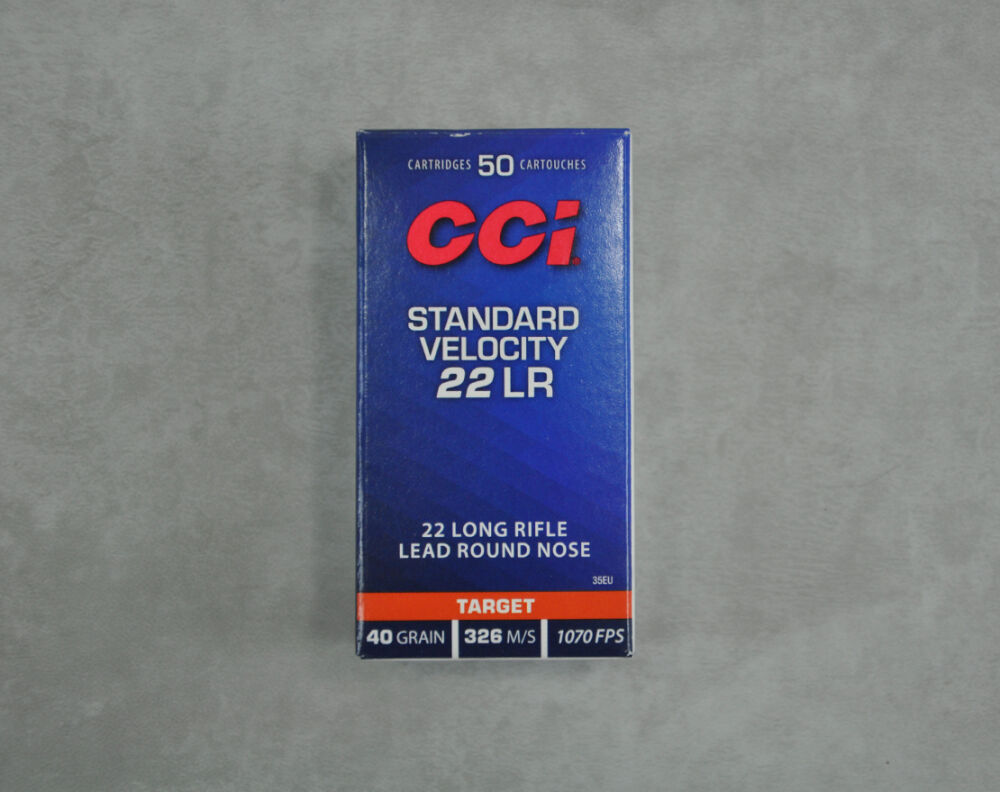 CARTRIDGES 50 CARTOUCHES
CCi®
STANDARD
VELOCITY
22 LR
22 LONG RIFLE
LEAD ROUND NOSE
35EU
TARGET
40 GRAIN 326 M/S 1070 FPS